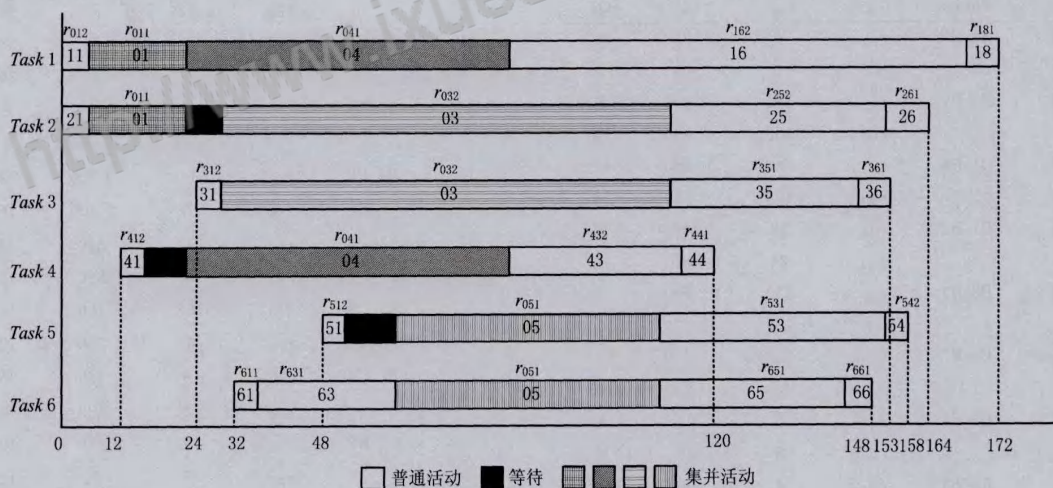 http://www.ixue
r012 r011 r041 r162 r181
Task 1 11 01 04 16 18
r011 r032 r252 r261
Task 2 21 01 03 25 26
r312 r032 r351 r361
Task 3 31 03 35 36
r412 r041 r432 r441
Task 4 41 04 43 44
r512 r051 r531 r542
Task 5 51 05 53 54
r611 r631 r051 r651 r661
Task 6 61 63 05 65 66
0 12 24 32 48 120 148 153 158 164 172
普通活动 等待 集并活动